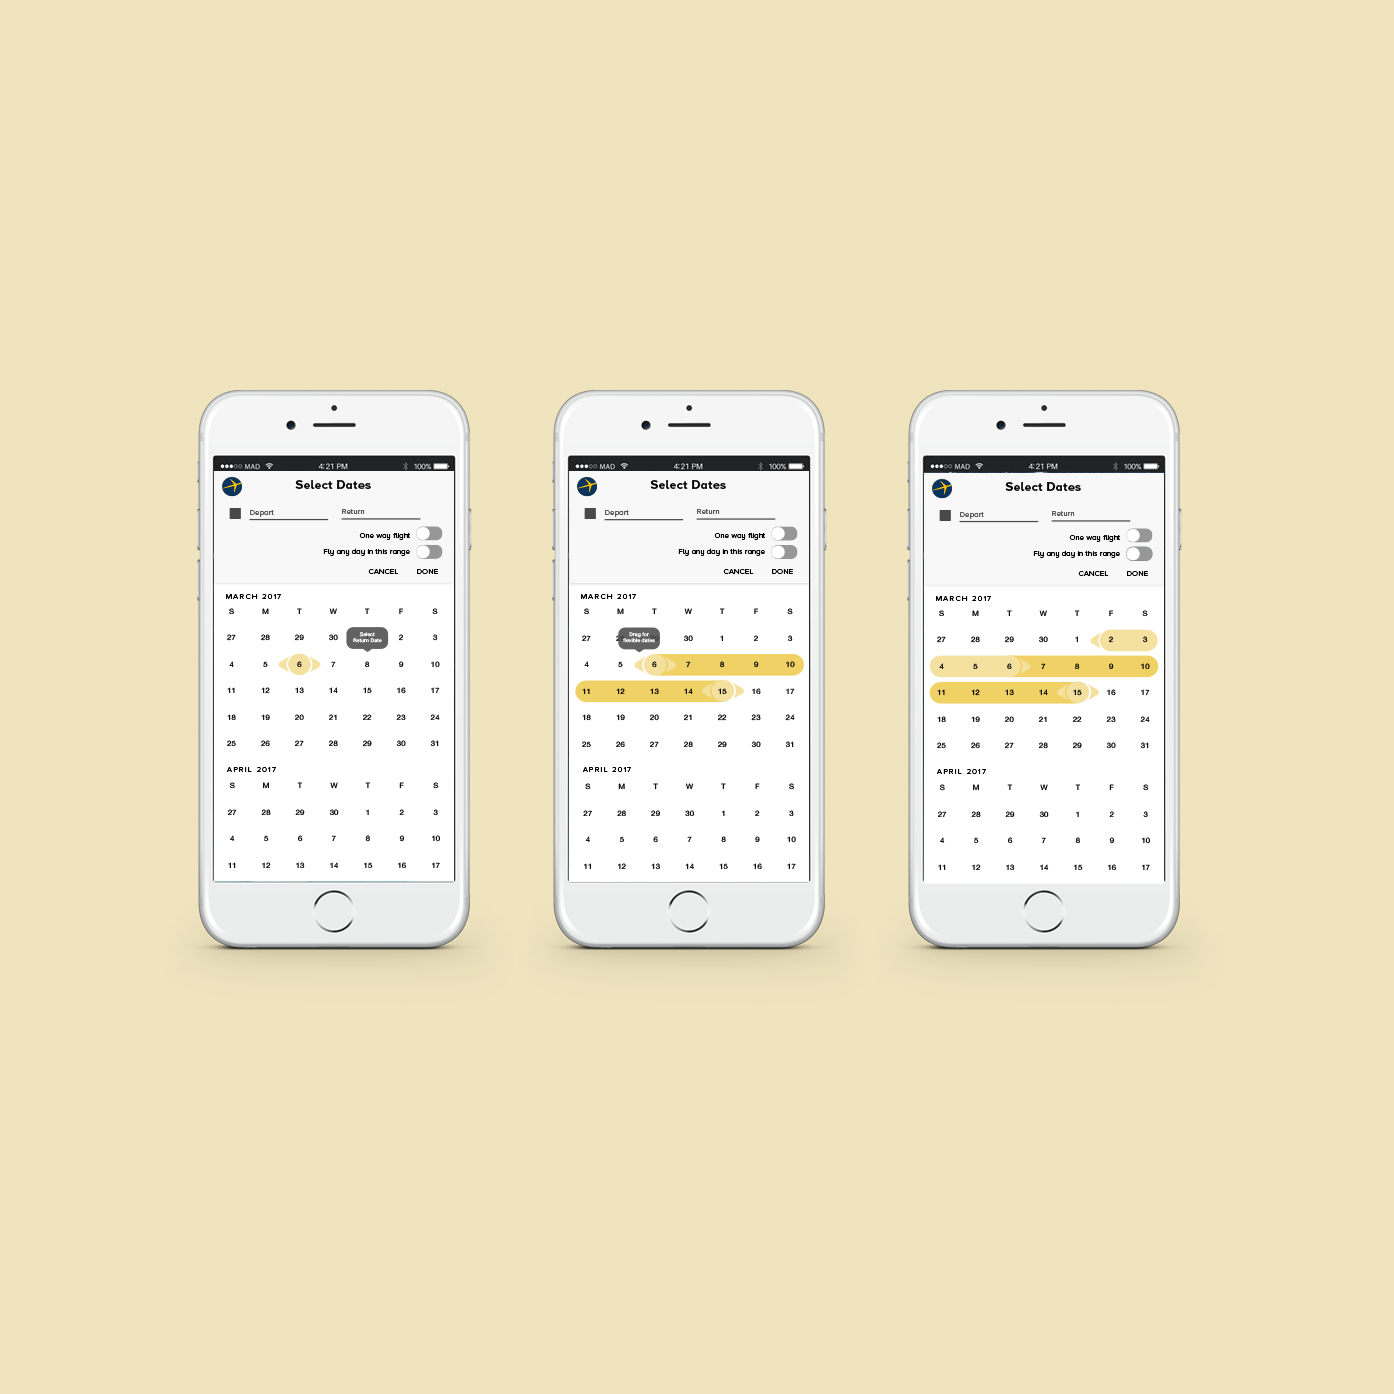 MAD 4:21 PM 100%
Select Dates
Depart Return
One way flight
Fly any day in this range
CANCEL DONE
MARCH 2017
S M T W T F S
27 28 29 30 2 3
Select
Return Date
4 5 6 7 8 9 10
11 12 13 14 15 16 17
18 19 20 21 22 23 24
25 26 27 28 29 30 31
APRIL 2017
S M T W T F S
27 28 29 30 1 2 3
4 5 6 7 8 9 10
11 12 13 14 15 16 17
MAD 4:21 PM 100%
Select Dates
Depart Return
One way flight
Fly any day in this range
CANCEL DONE
MARCH 2017
S M T W T F S
27 30 1 2 3
Drag for
flexible dates
4 5 6 7 8 9 10
11 12 13 14 15 16 17
18 19 20 21 22 23 24
25 26 27 28 29 30 31
APRIL 2017
S M T W T F S
27 28 29 30 1 2 3
4 5 6 7 8 9 10
11 12 13 14 15 16 17
MAD 4:21 PM 100%
Select Dates
Depart Return
One way flight
Fly any day in this range
CANCEL DONE
MARCH 2017
S M T W T F S
27 28 29 30 1 2 3
4 5 6 7 8 9 10
11 12 13 14 15 16 17
18 19 20 21 22 23 24
25 26 27 28 29 30 31
APRIL 2017
S M T W T F S
27 28 29 30 1 2 3
4 5 6 7 8 9 10
11 12 13 14 15 16 17